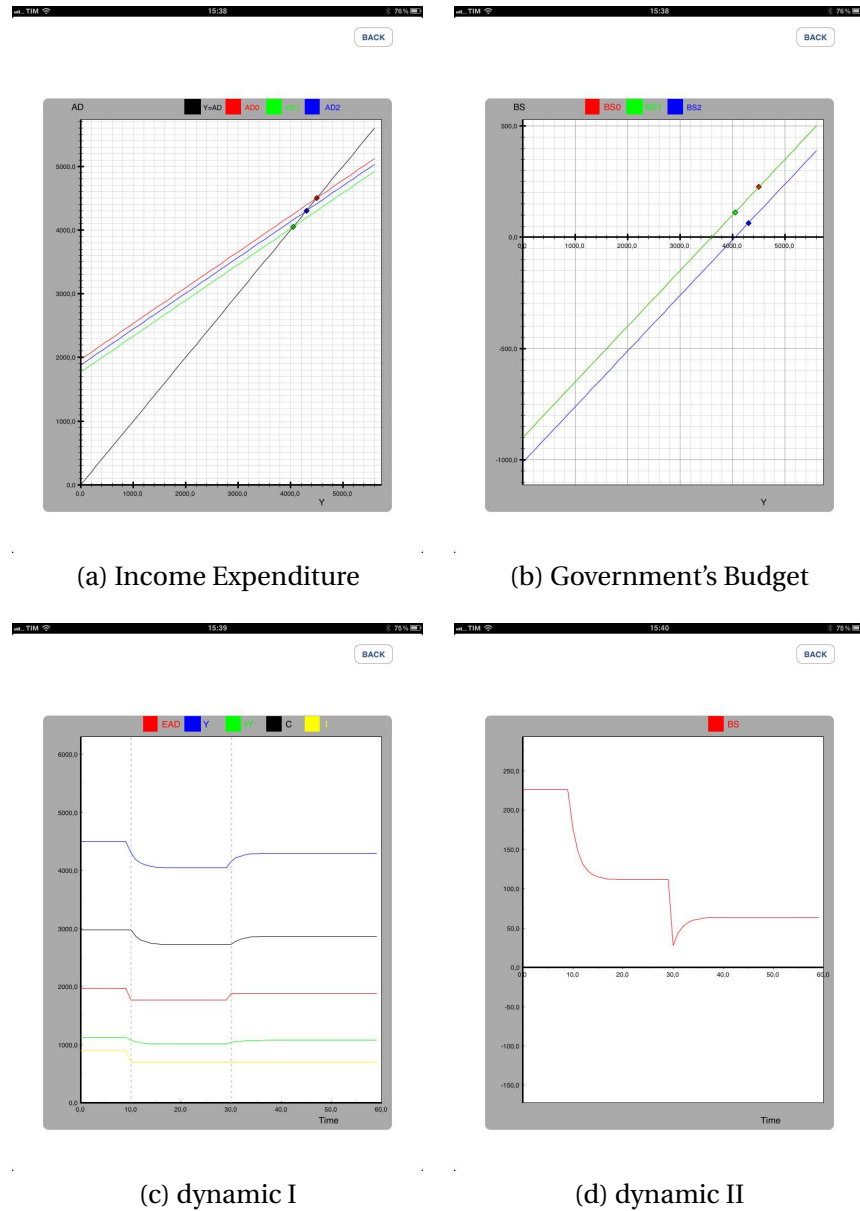 TIM 15:38 76%
BACK
AD Y=AD AD0 AD1 AD2
5000,0
4000,0
3000,0
2000,0
1000,0
0,0
0,0 1000,0 2000,0 3000,0 4000,0 5000,0
Y
(a) Income Expenditure
TIM 15:38 76%
BACK
BS BS0 BS1 BS2
500,0
0,0
0,0 1000,0 2000,0 3000,0 4000,0 5000,0
-500,0
-1000,0
Y
(b) Government's Budget
TIM 15:39 75%
BACK
EAD Y tY C I
6000,0
5000,0
4000,0
3000,0
2000,0
1000,0
0,0
0,0 10,0 20,0 30,0 40,0 50,0 60,0
Time
(c) dynamic I
TIM 15:40 75%
BACK
BS
250,0
200,0
150,0
100,0
50,0
0,0
0,0 10,0 20,0 30,0 40,0 50,0 60,0
-50,0
-100,0
-150,0
Time
(d) dynamic II